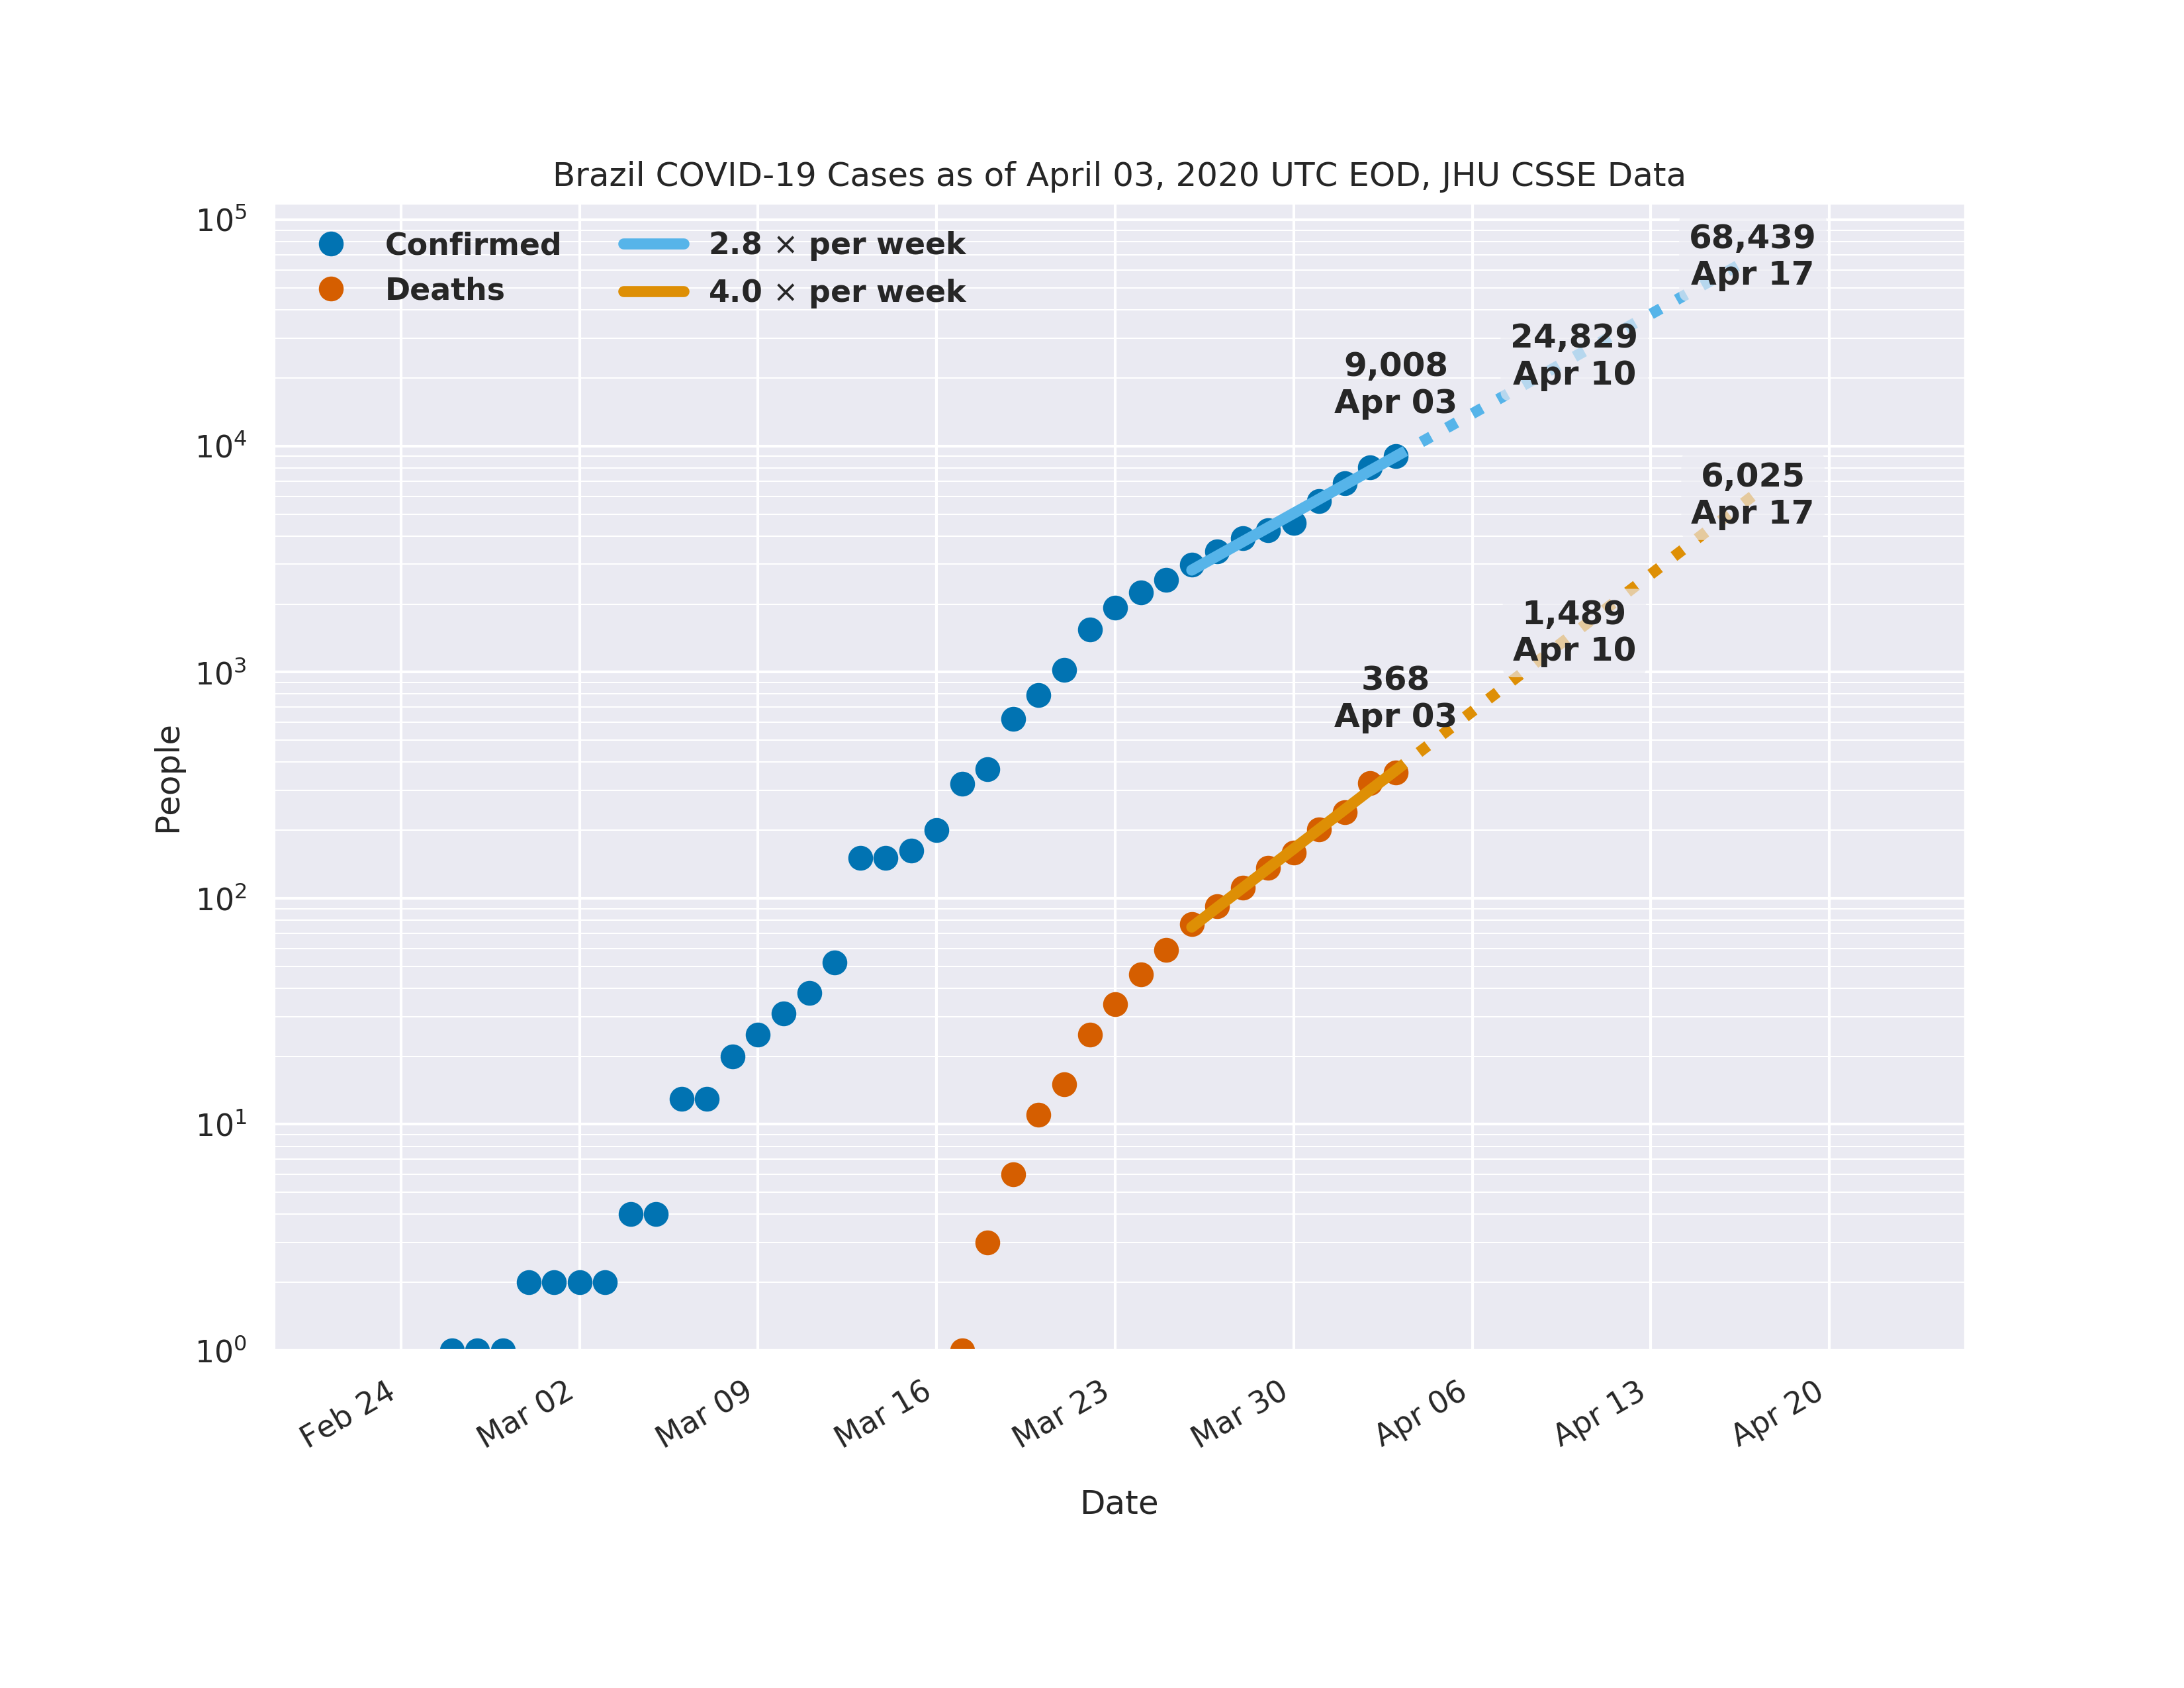 Brazil COVID-19 Cases as of April 03, 2020 UTC EOD, JHU CSSE Data
Confirmed
Deaths
2.8 × per week
4.0 × per week
68,439
Apr 17
24,829
Apr 10
9,008
Apr 03
6,025
Apr 17
1,489
Apr 10
368
Apr 03
People
10⁵
10⁴
10³
10²
10¹
10⁰
Feb 24
Mar 02
Mar 09
Mar 16
Mar 23
Mar 30
Apr 06
Apr 13
Apr 20
Date